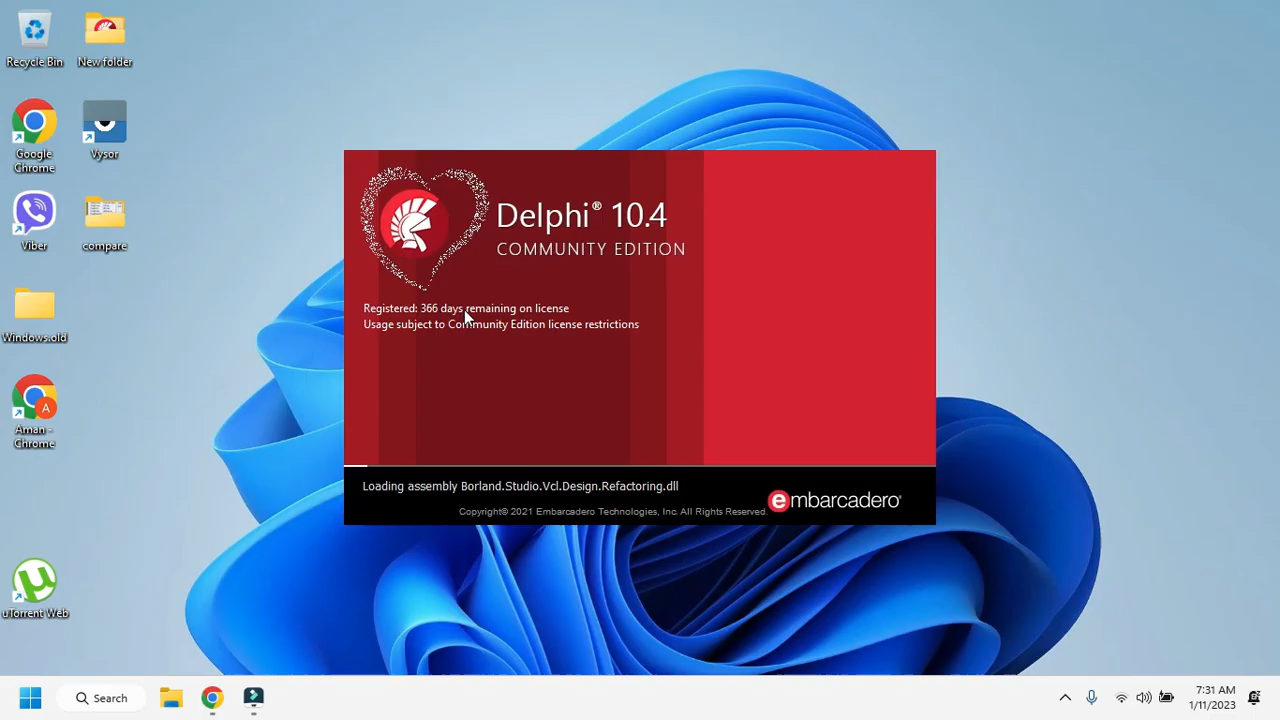 Recycle Bin
New folder
Google
Chrome
Vysor
Viber
compare
Windows.old
Aman -
Chrome
A
uTorrent Web
Delphi® 10.4
COMMUNITY EDITION
Registered: 366 days remaining on license
Usage subject to Community Edition license restrictions
Loading assembly Borland.Studio.Vcl.Design.Refactoring.dll
embarcadero®
Copyright© 2021 Embarcadero Technologies, Inc. All Rights Reserved.
Search
7:31 AM
1/11/2023